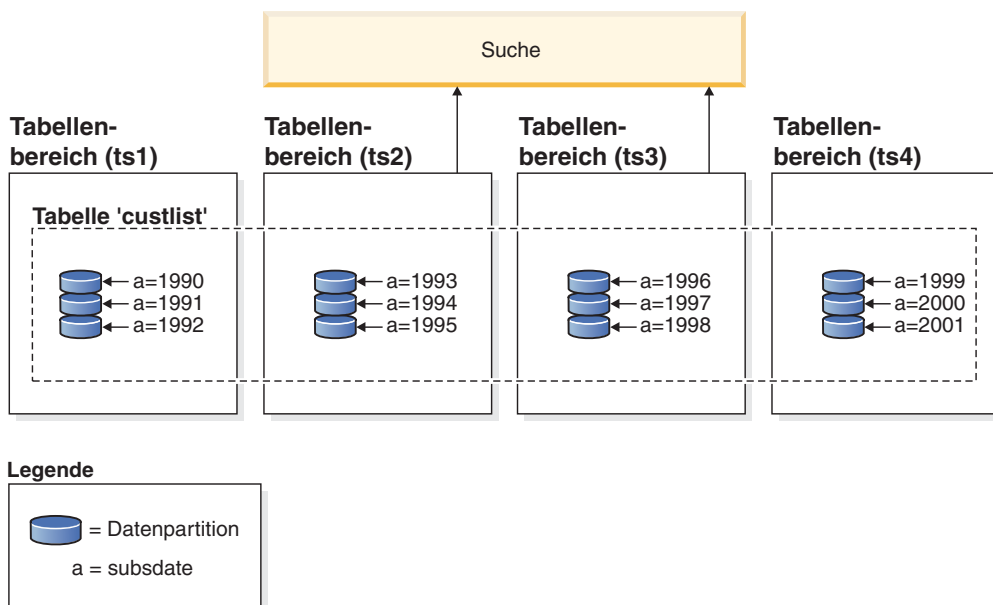 Suche
Tabellen-
bereich (ts1)
Tabellen-
bereich (ts2)
Tabellen-
bereich (ts3)
Tabellen-
bereich (ts4)
Tabelle 'custlist'
a=1990
a=1991
a=1992
a=1993
a=1994
a=1995
a=1996
a=1997
a=1998
a=1999
a=2000
a=2001
Legende
= Datenpartition
a = subsdate